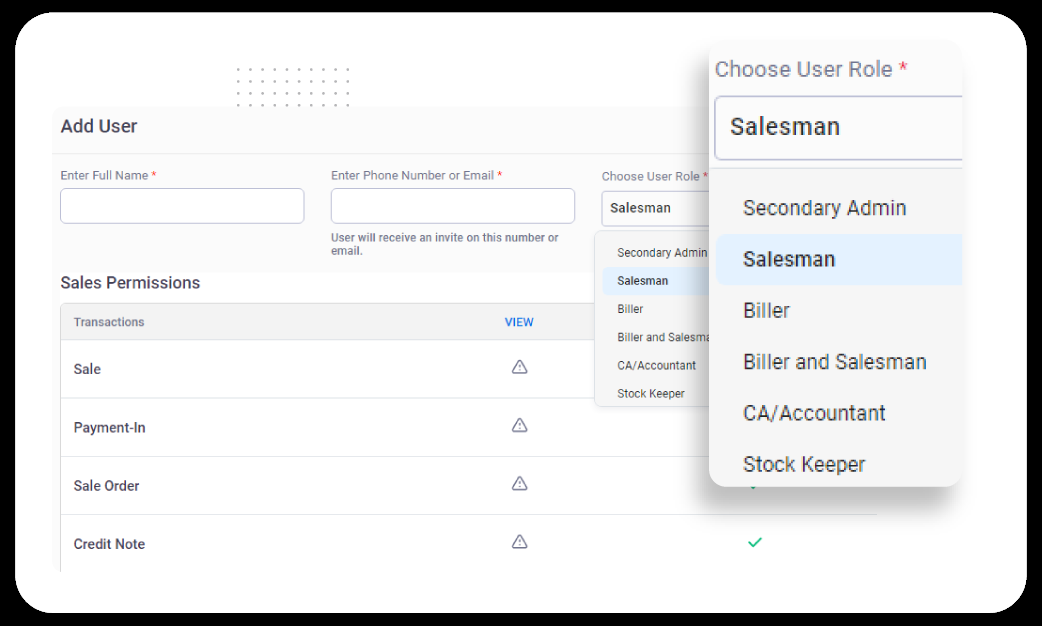 Add User
Enter Full Name *
Enter Phone Number or Email *
User will receive an invite on this number or
email.
Choose User Role *
Salesman
Secondary Admin
Salesman
Biller
Biller and Salesma
CA/Accountant
Stock Keeper
Sales Permissions
Transactions VIEW
Sale
Payment-In
Sale Order
Credit Note
Choose User Role *
Salesman
Secondary Admin
Salesman
Biller
Biller and Salesman
CA/Accountant
Stock Keeper